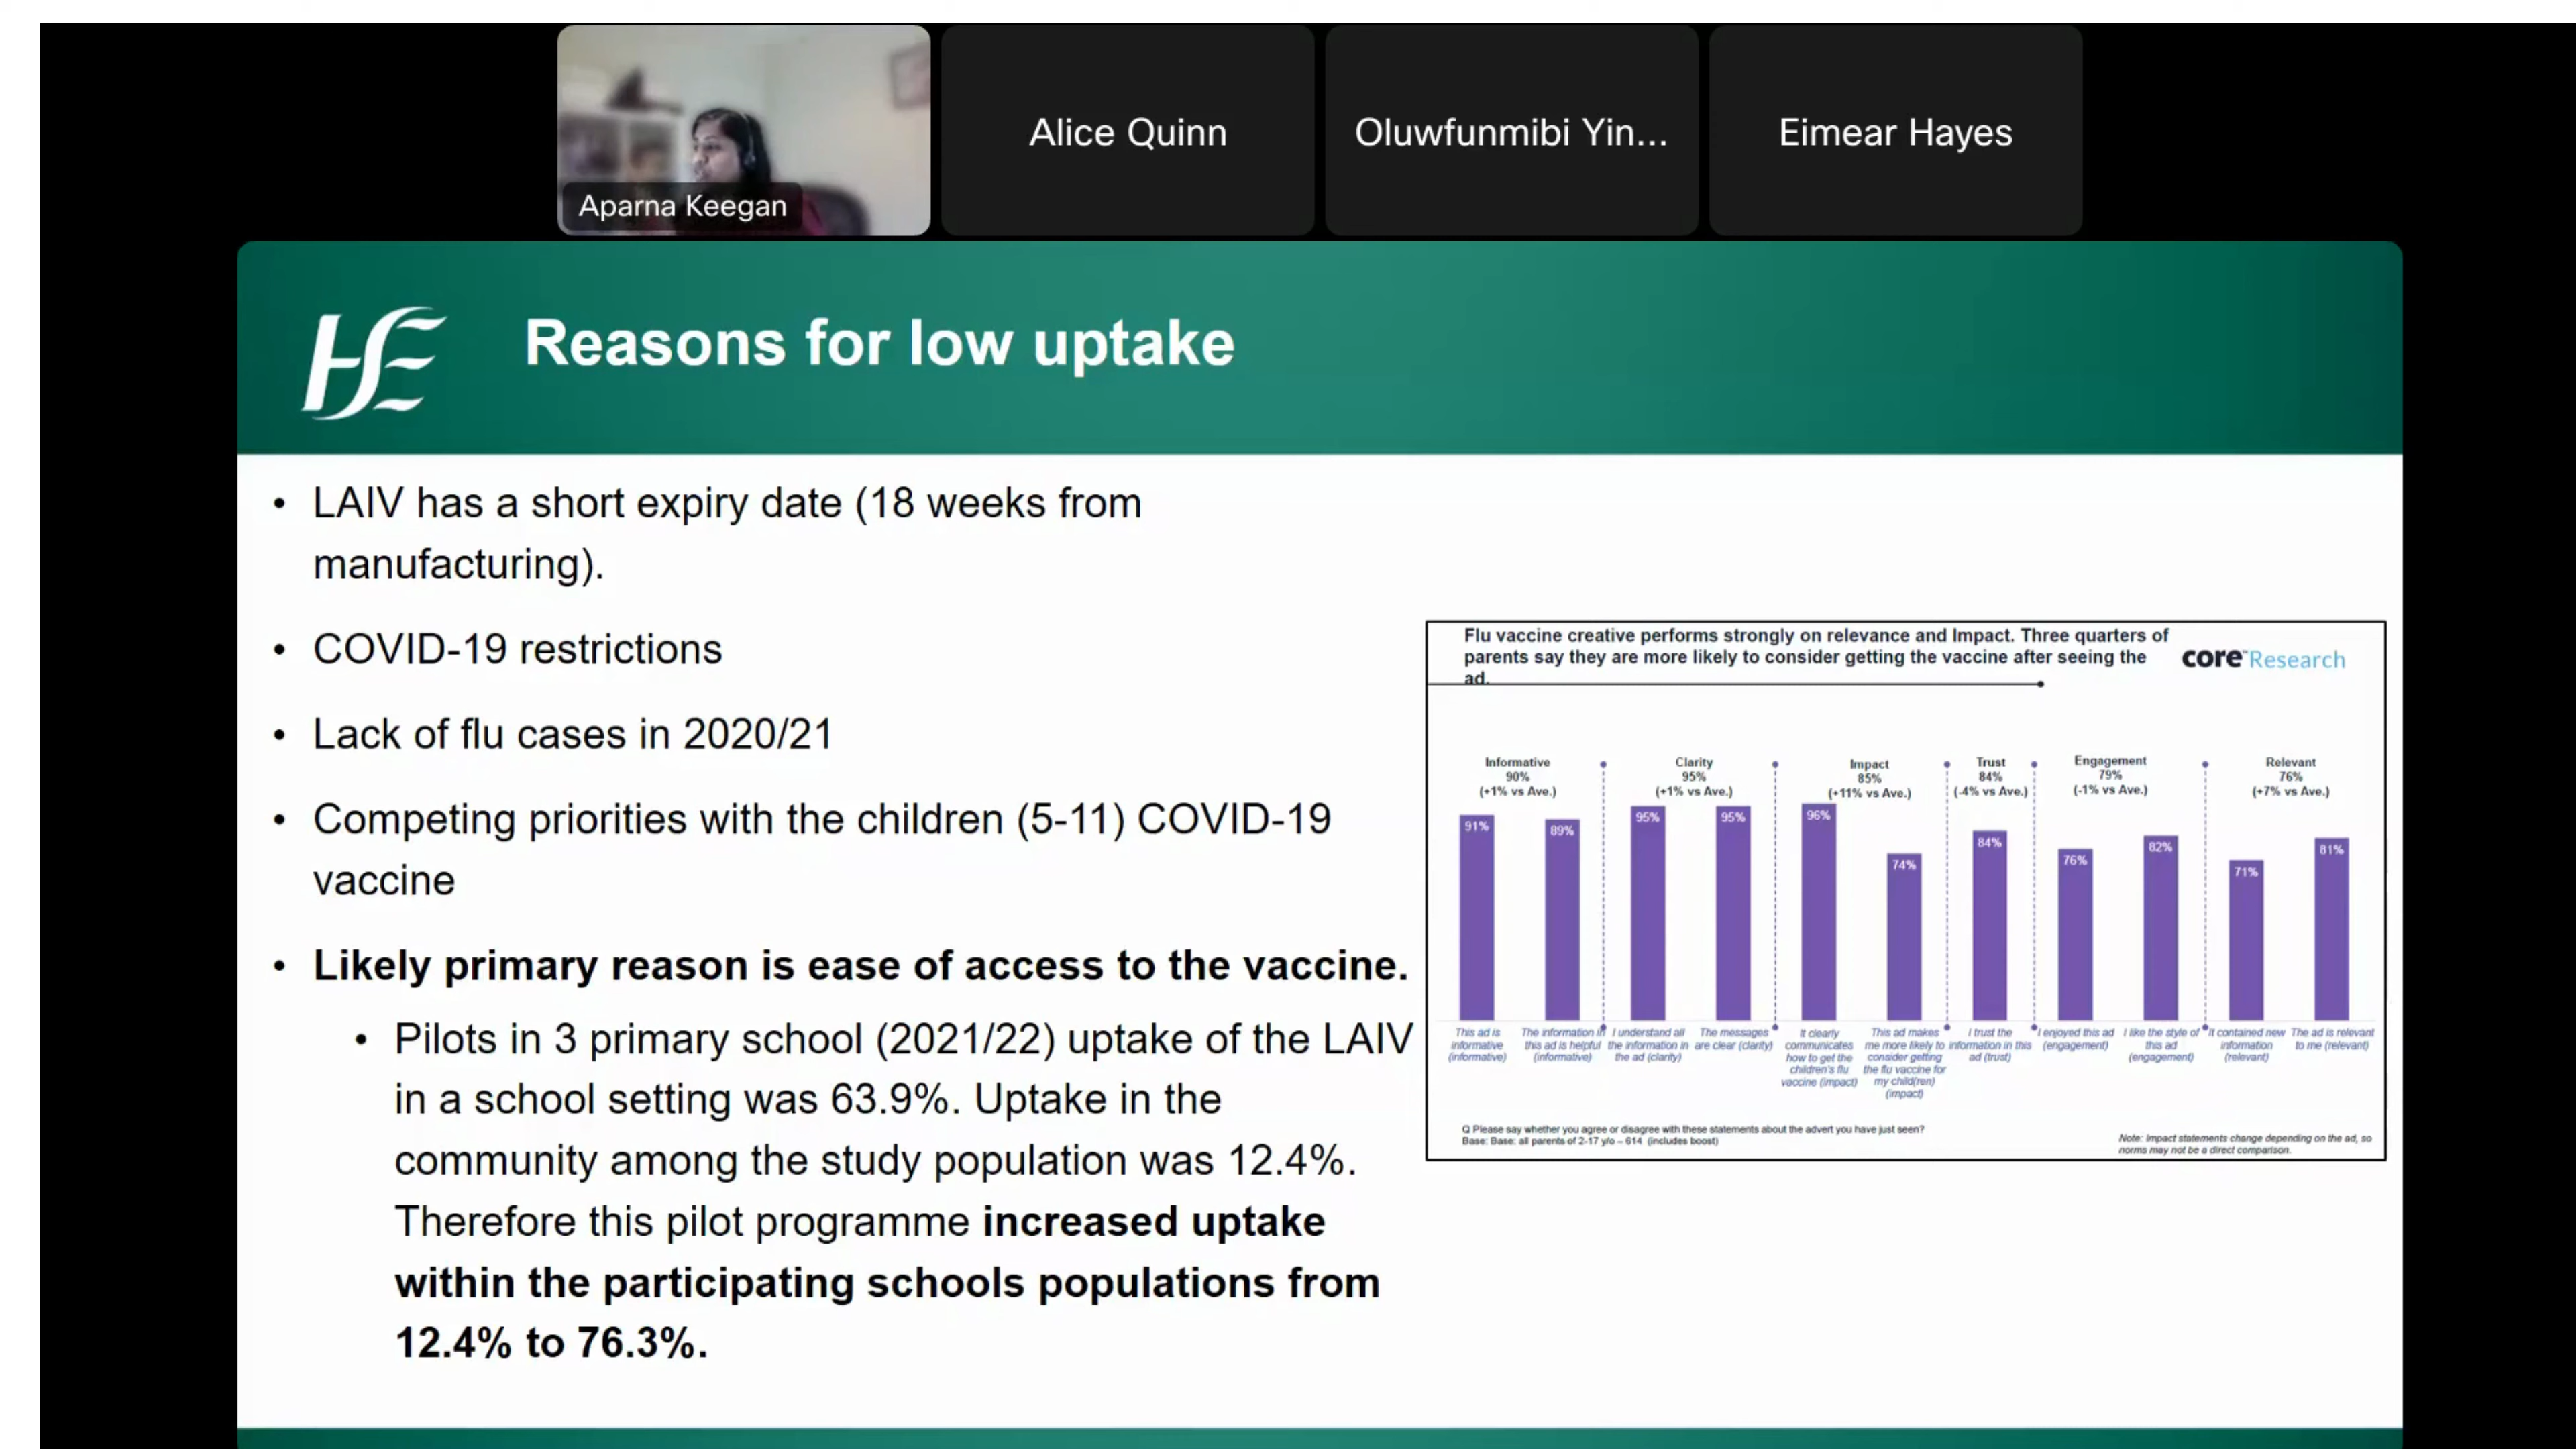 Aparna Keegan
Alice Quinn
Oluwfunmibi Yin...
Eimear Hayes
HSE
Reasons for low uptake
• LAIV has a short expiry date (18 weeks from
manufacturing).
• COVID-19 restrictions
• Lack of flu cases in 2020/21
• Competing priorities with the children (5-11) COVID-19
vaccine
• Likely primary reason is ease of access to the vaccine.
• Pilots in 3 primary school (2021/22) uptake of the LAIV
in a school setting was 63.9%. Uptake in the
community among the study population was 12.4%.
Therefore this pilot programme increased uptake
within the participating schools populations from
12.4% to 76.3%.
Flu vaccine creative performs strongly on relevance and Impact. Three quarters of
parents say they are more likely to consider getting the vaccine after seeing the
ad.
core Research
Informative
90%
(+1% vs Ave.)
Clarity
95%
(+1% vs Ave.)
Impact
85%
(+11% vs Ave.)
Trust
84%
(-4% vs Ave.)
Engagement
79%
(-1% vs Ave.)
Relevant
76%
(+7% vs Ave.)
91%
89%
95%
95%
96%
74%
84%
76%
82%
71%
81%
This ad is
informative
(informative)
The information in
this ad is helpful
(informative)
I understand all
the information in
the ad (clarity)
The messages
are clear (clarity)
It clearly
communicates
how to get the
children's flu
vaccine (impact)
This ad makes
me more likely to
consider getting
the flu vaccine for
my child(ren)
(impact)
I trust the
information in this
ad (trust)
I enjoyed this ad
(engagement)
I like the style of
this ad
(engagement)
It contained new
information
(relevant)
The ad is relevant
to me (relevant)
Q Please say whether you agree or disagree with these statements about the advert you have just seen?
Base: Base: all parents of 2-17 y/o – 614 (includes boost)
Note: Impact statements change depending on the ad, so
norms may not be a direct comparison.